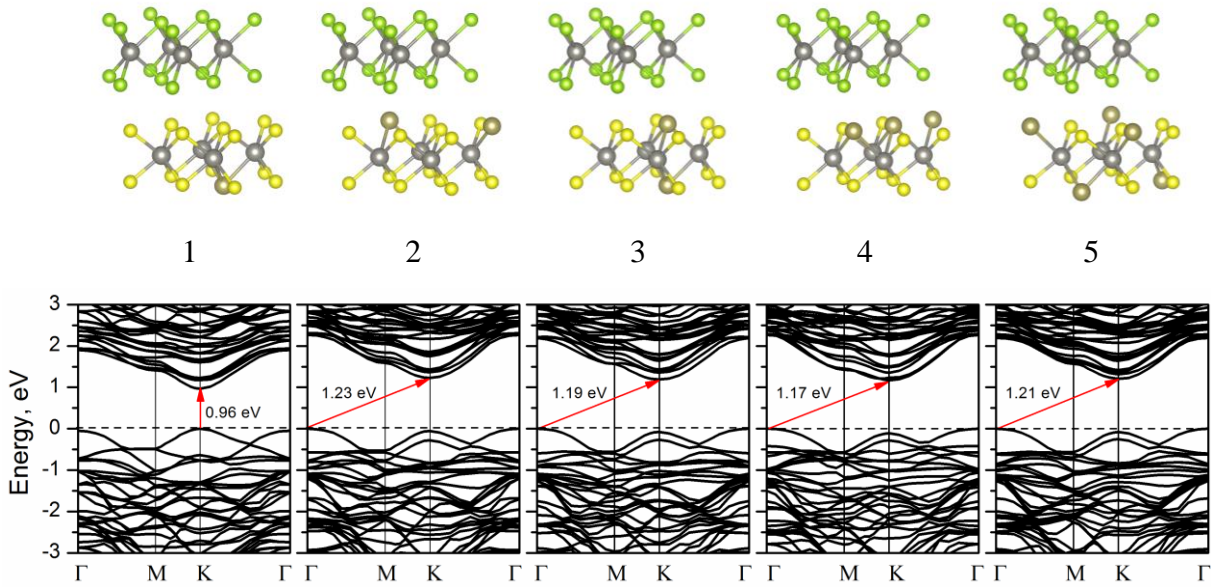 1 2 3 4 5
Energy, eV
3
2
1
0
-1
-2
-3
0.96 eV
1.23 eV
1.19 eV
1.17 eV
1.21 eV
Γ M K Γ M K Γ M K Γ M K Γ M K Γ